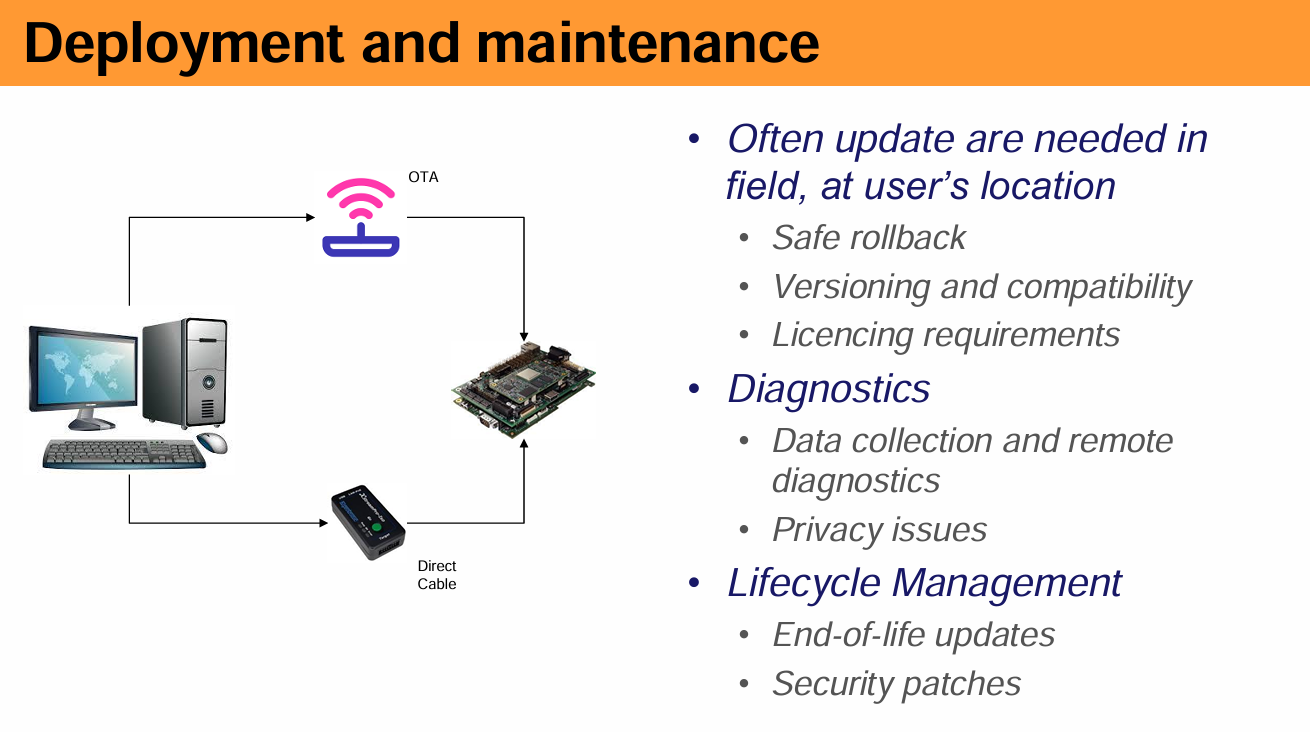 Deployment and maintenance
OTA
Direct
Cable
• Often update are needed in
field, at user’s location
• Safe rollback
• Versioning and compatibility
• Licencing requirements
• Diagnostics
• Data collection and remote
diagnostics
• Privacy issues
• Lifecycle Management
• End-of-life updates
• Security patches